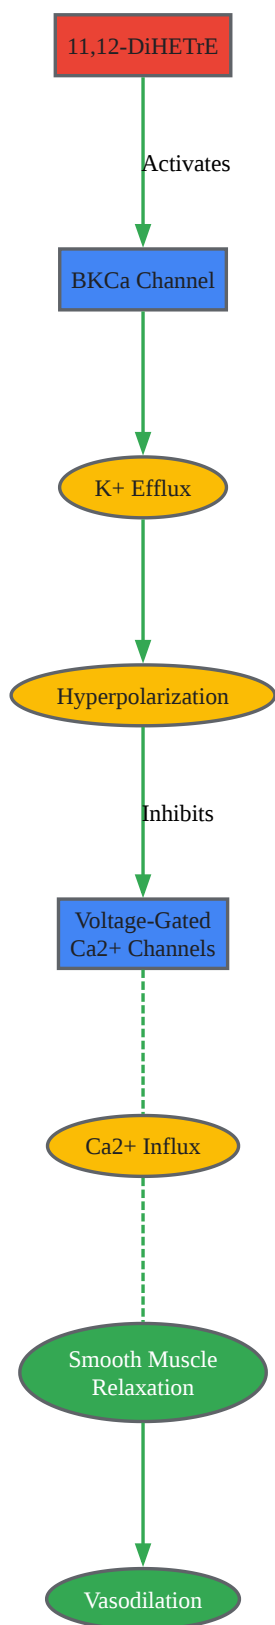 11,12-DiHETrE
Activates
BKCa Channel
K+ Efflux
Hyperpolarization
Inhibits
Voltage-Gated
Ca2+ Channels
Ca2+ Influx
Smooth Muscle
Relaxation
Vasodilation